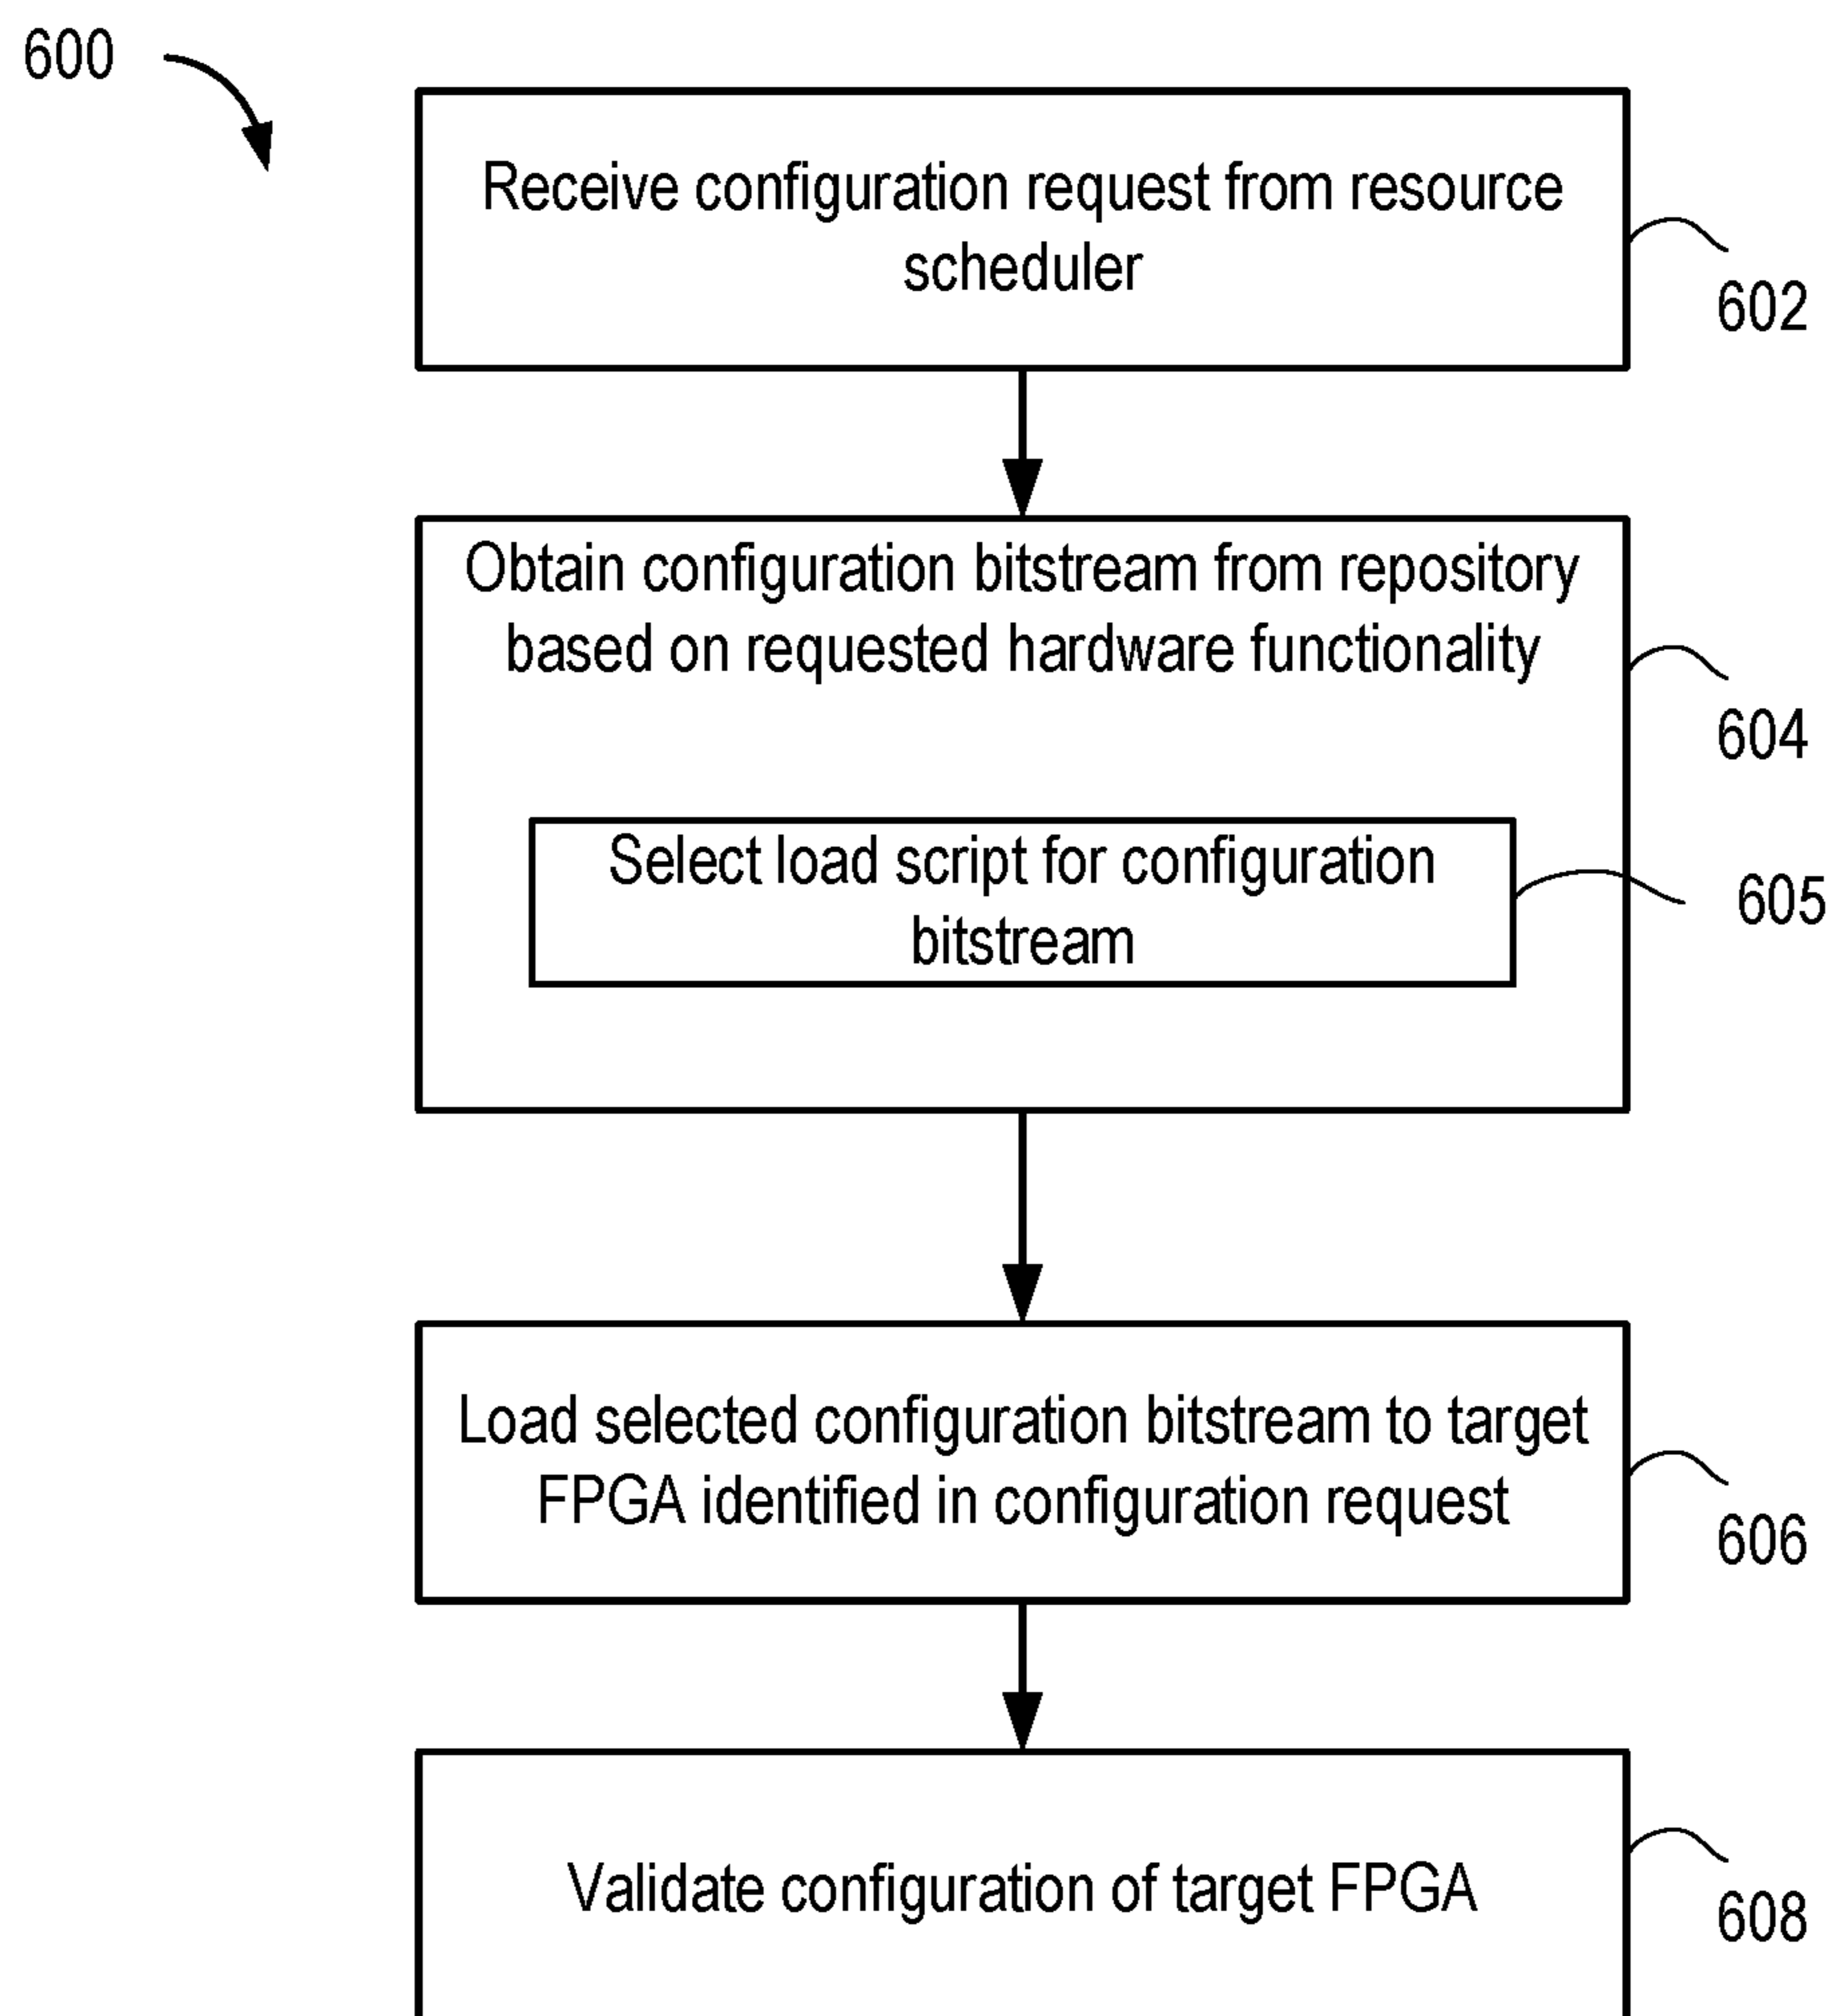 600
Receive configuration request from resource
scheduler
602
Obtain configuration bitstream from repository
based on requested hardware functionality
604
Select load script for configuration
bitstream
605
Load selected configuration bitstream to target
FPGA identified in configuration request
606
Validate configuration of target FPGA
608